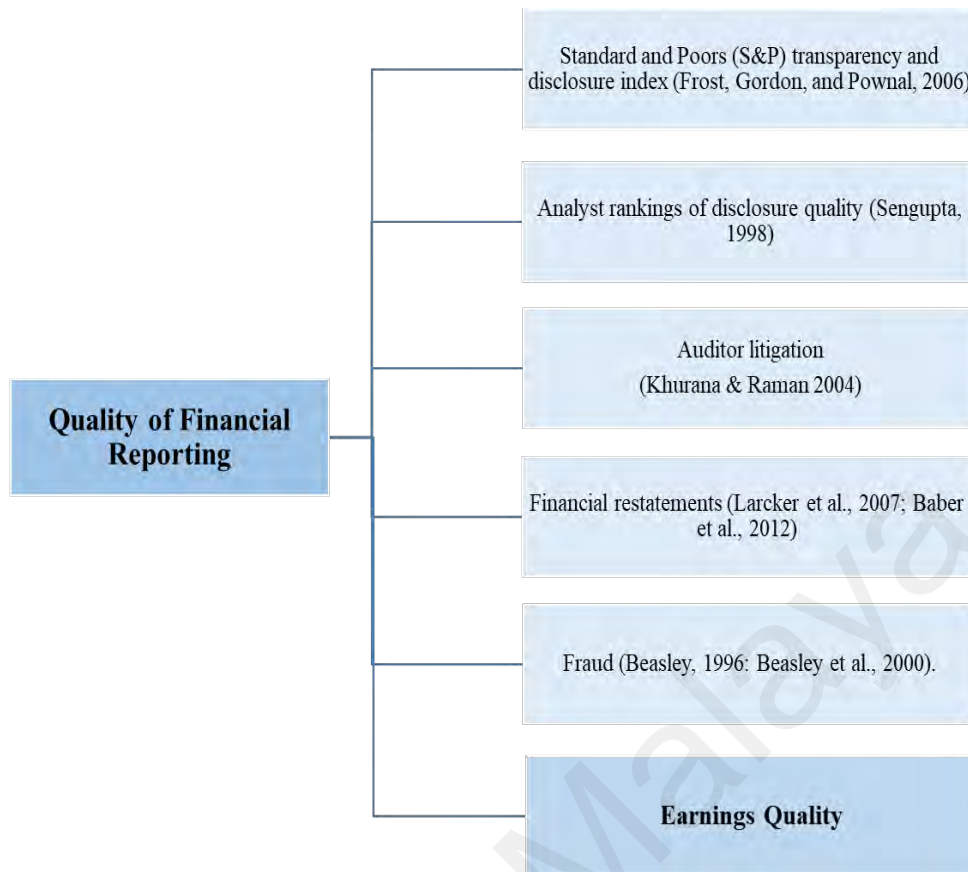 Standard and Poors (S&P) transparency and
disclosure index (Frost, Gordon, and Pownal, 2006)
Analyst rankings of disclosure quality (Sengupta,
1998)
Auditor litigation
(Khurana & Raman 2004)
Quality of Financial
Reporting
Financial restatements (Larcker et al., 2007; Baber
et al., 2012)
Fraud (Beasley, 1996: Beasley et al., 2000).
Earnings Quality
Malaya